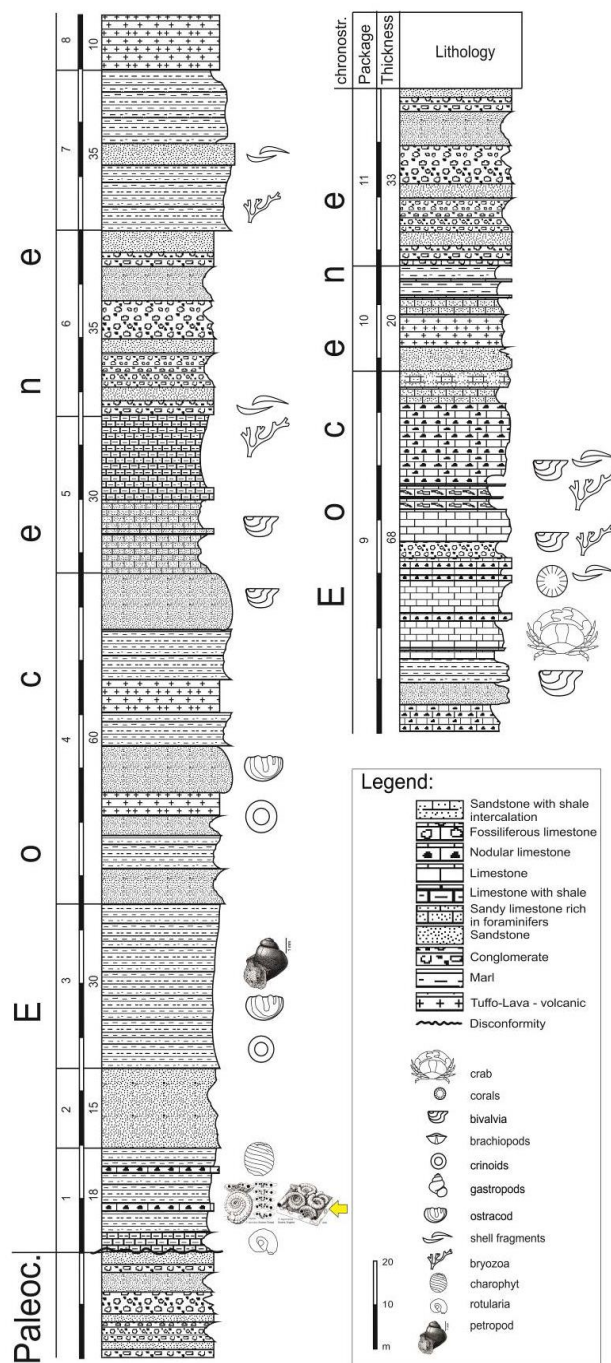 8
10
7
35
6
35
5
30
4
60
3
30
2
15
1
18
E o c e n e
Paleoc.
chronostr.
Package
Thickness
Lithology
11
33
10
20
9
68
E o c e n e
Legend:
Sandstone with shale
intercalation
Fossiliferous limestone
Nodular limestone
Limestone
Limestone with shale
Sandy limestone rich
in foraminifers
Sandstone
Conglomerate
Marl
Tuffo-Lava - volcanic
Disconformity
crab
corals
bivalvia
brachiopods
crinoids
gastropods
ostracod
shell fragments
bryozoa
charophyt
rotularia
petropod
20
10
m